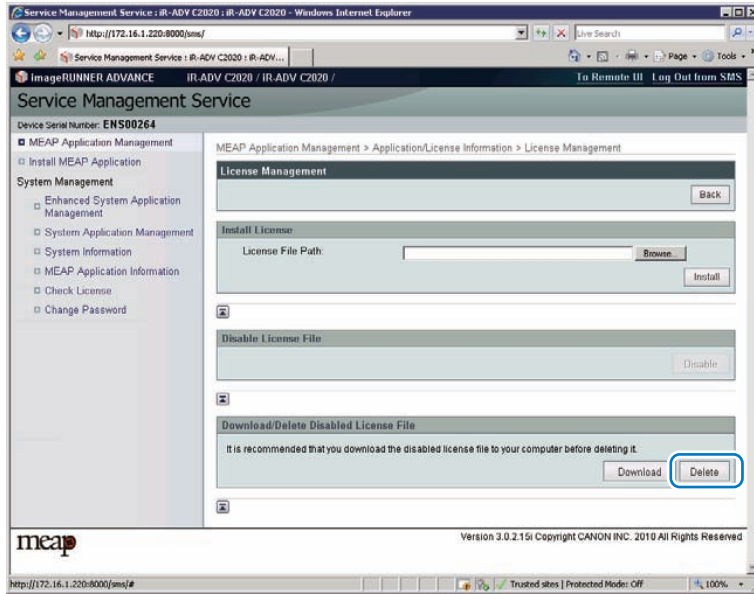 Service Management Service : iR-ADV C2020 : iR-ADV C2020 - Windows Internet Explorer
http://172.16.1.220:8000/sms/
Live Search
Service Management Service : iR-ADV C2020 : iR-ADV...
Page
Tools
imageRUNNER ADVANCE iR-ADV C2020 / iR-ADV C2020 /
To Remote UI Log Out from SMS
Service Management Service
Device Serial Number: ENS00264
MEAP Application Management
Install MEAP Application
System Management
Enhanced System Application
Management
System Application Management
System Information
MEAP Application Information
Check License
Change Password
MEAP Application Management > Application/License Information > License Management
License Management
Back
Install License
License File Path:
Browse...
Install
Disable License File
Disable
Download/Delete Disabled License File
It is recommended that you download the disabled license file to your computer before deleting it.
Download Delete
meap
Version 3.0.2.15i Copyright CANON INC. 2010 All Rights Reserved
http://172.16.1.220:8000/sms/#
Trusted sites | Protected Mode: Off
100%